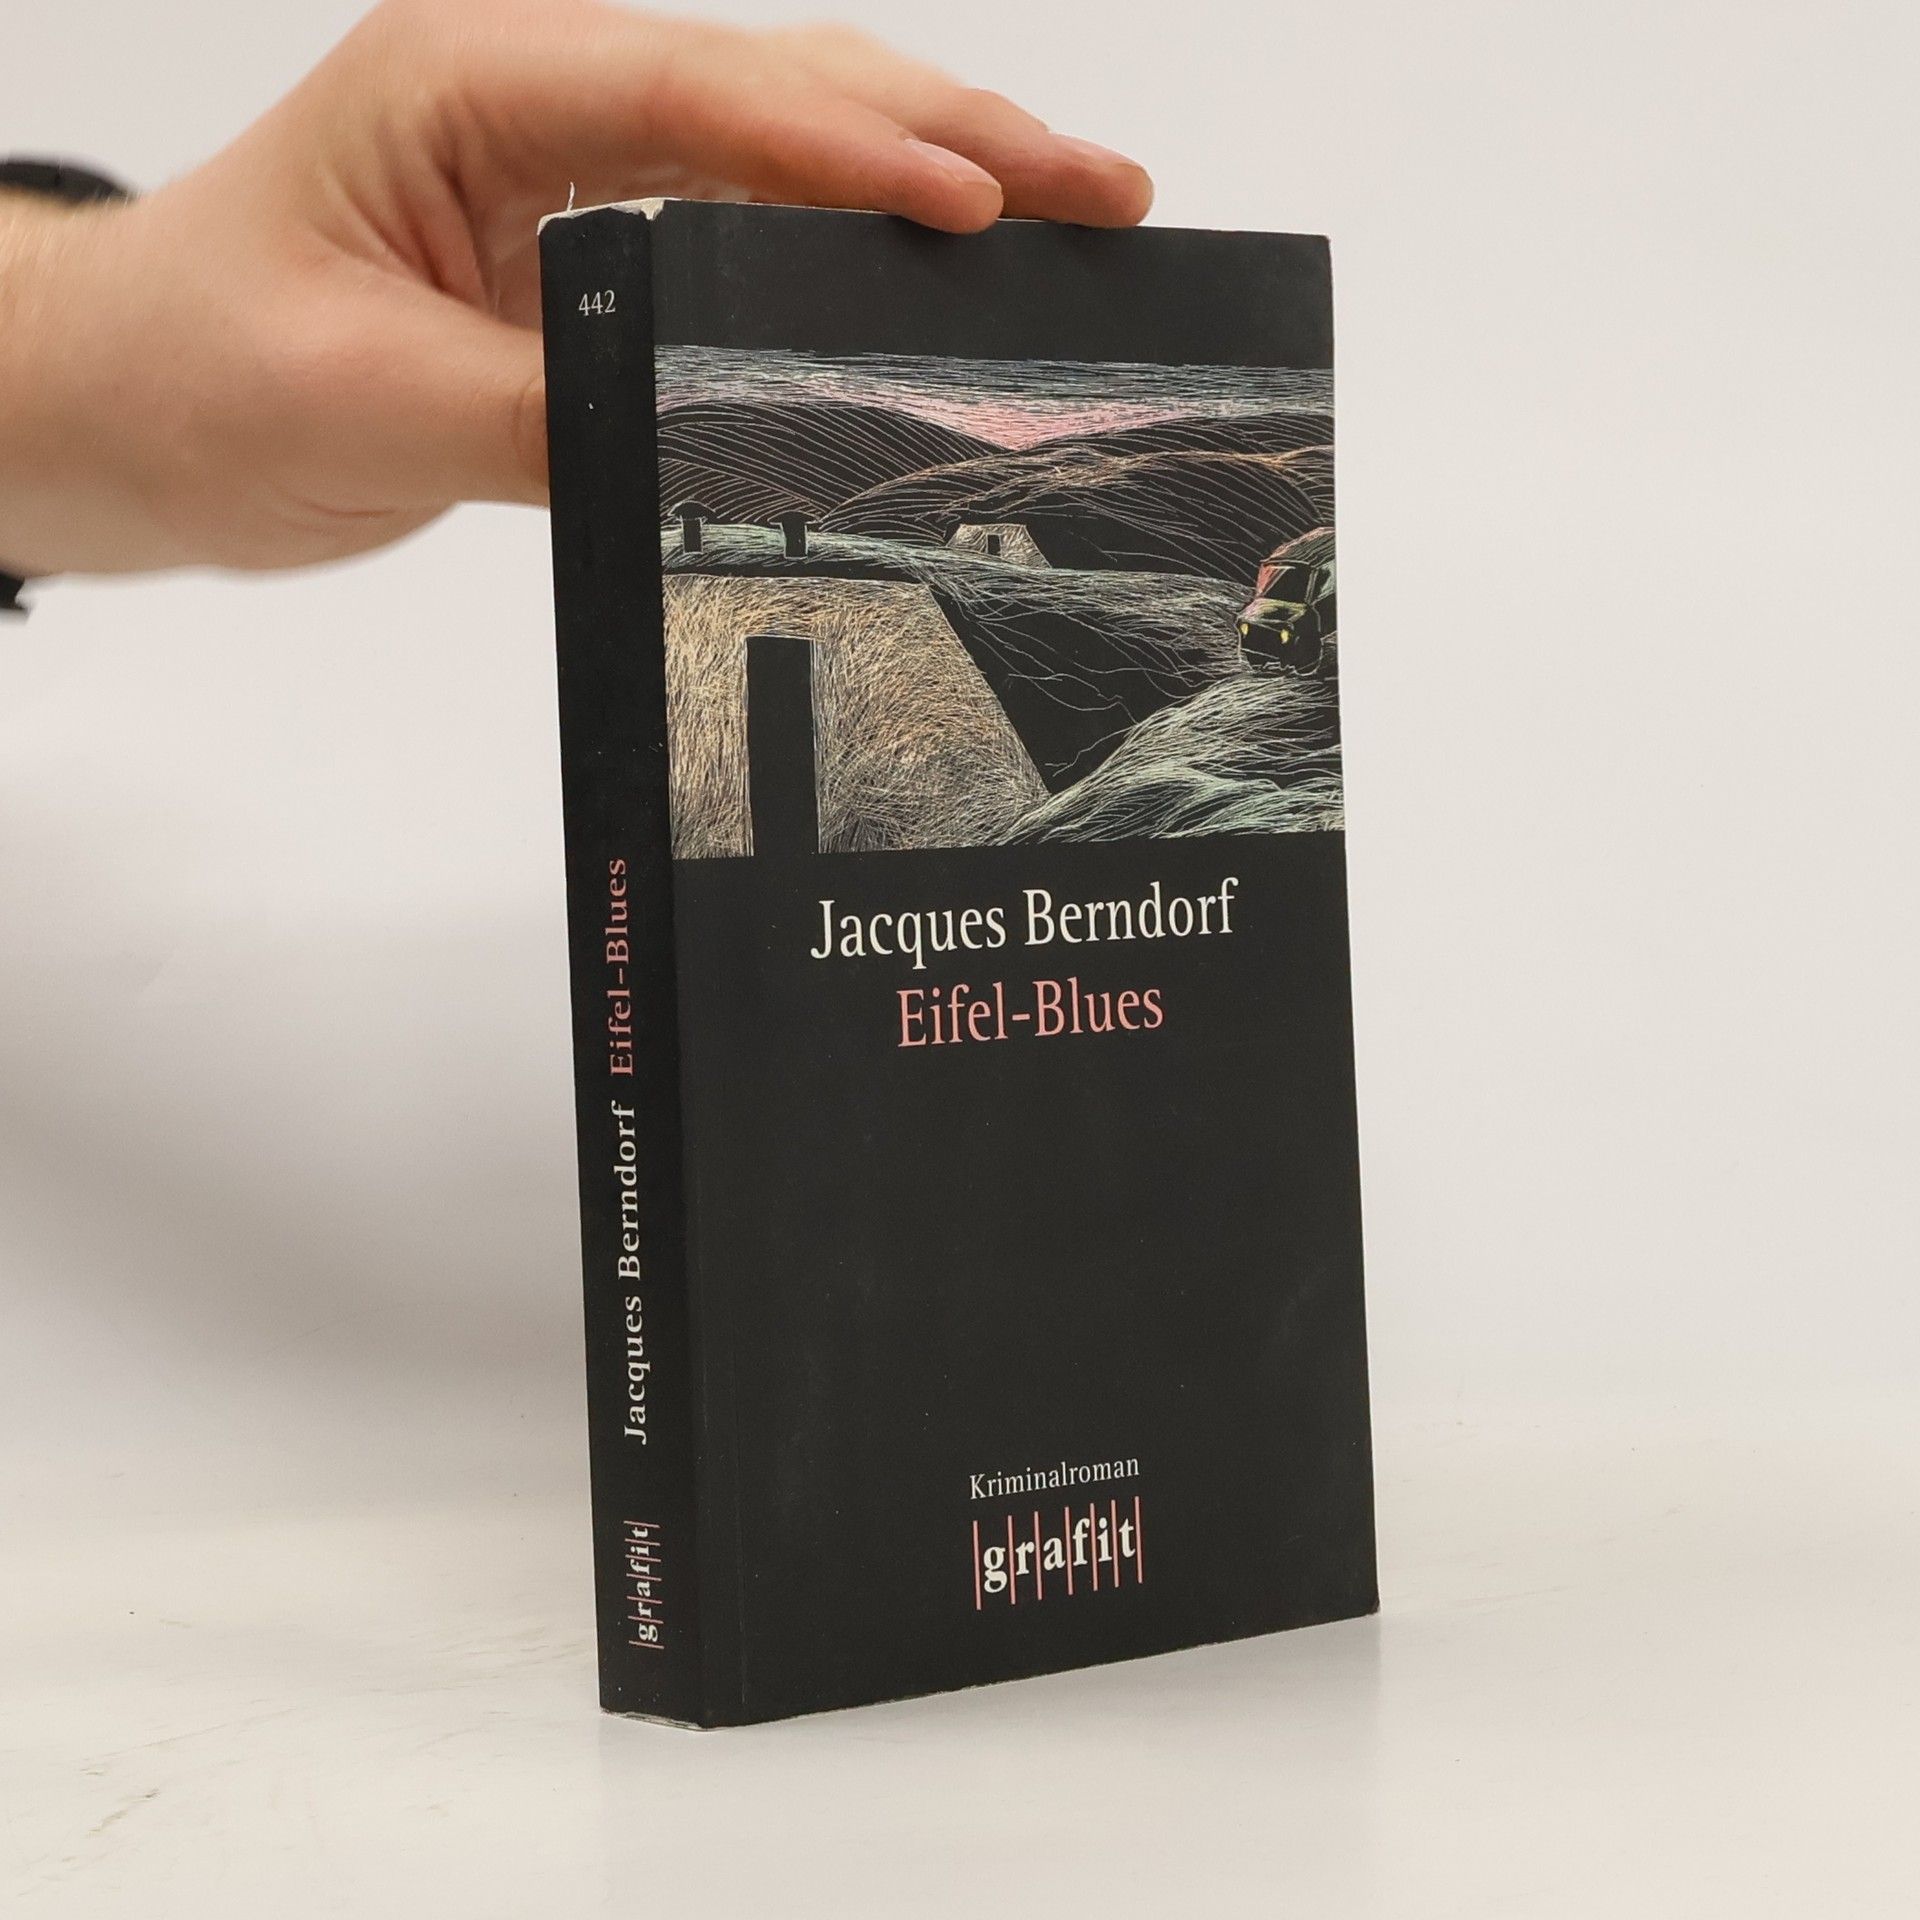 442
Jacques Berndorf Eifel-Blues
grafit
Jacques Berndorf
Eifel-Blues
Kriminalroman
grafit